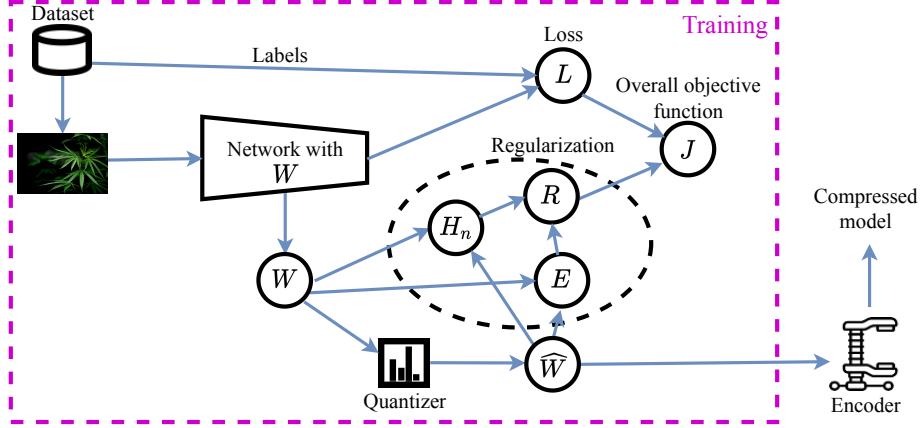 Dataset
Training
Labels
Loss
L
Overall objective
function
J
Network with
W
Regularization
R
H_n
E
W
Ŵ
Quantizer
Compressed
model
Encoder